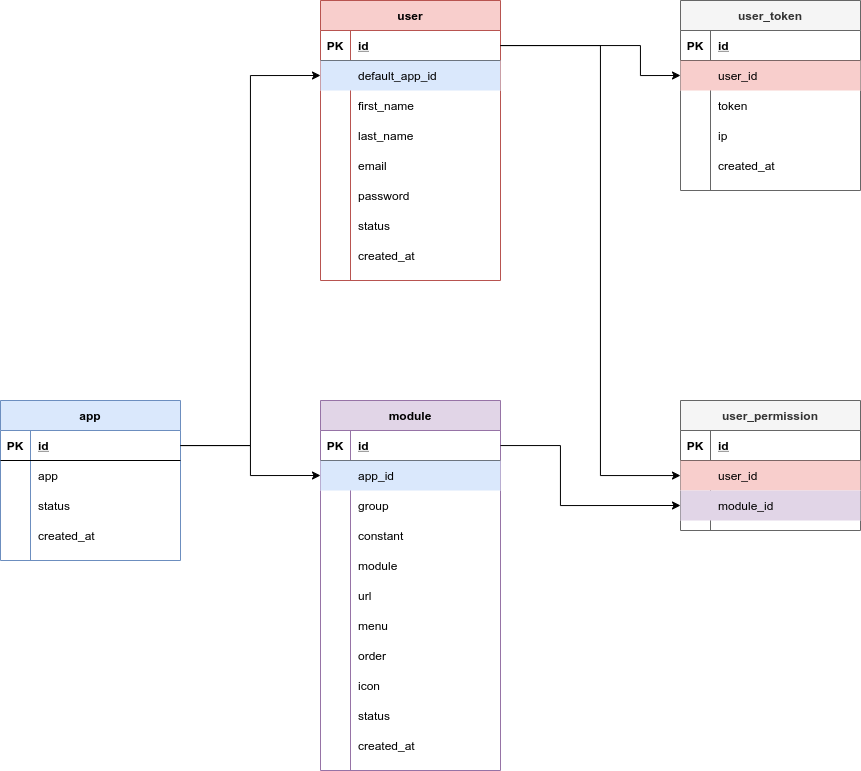 user
PK id
default_app_id
first_name
last_name
email
password
status
created_at
user_token
PK id
user_id
token
ip
created_at
app
PK id
app
status
created_at
module
PK id
app_id
group
constant
module
url
menu
order
icon
status
created_at
user_permission
PK id
user_id
module_id